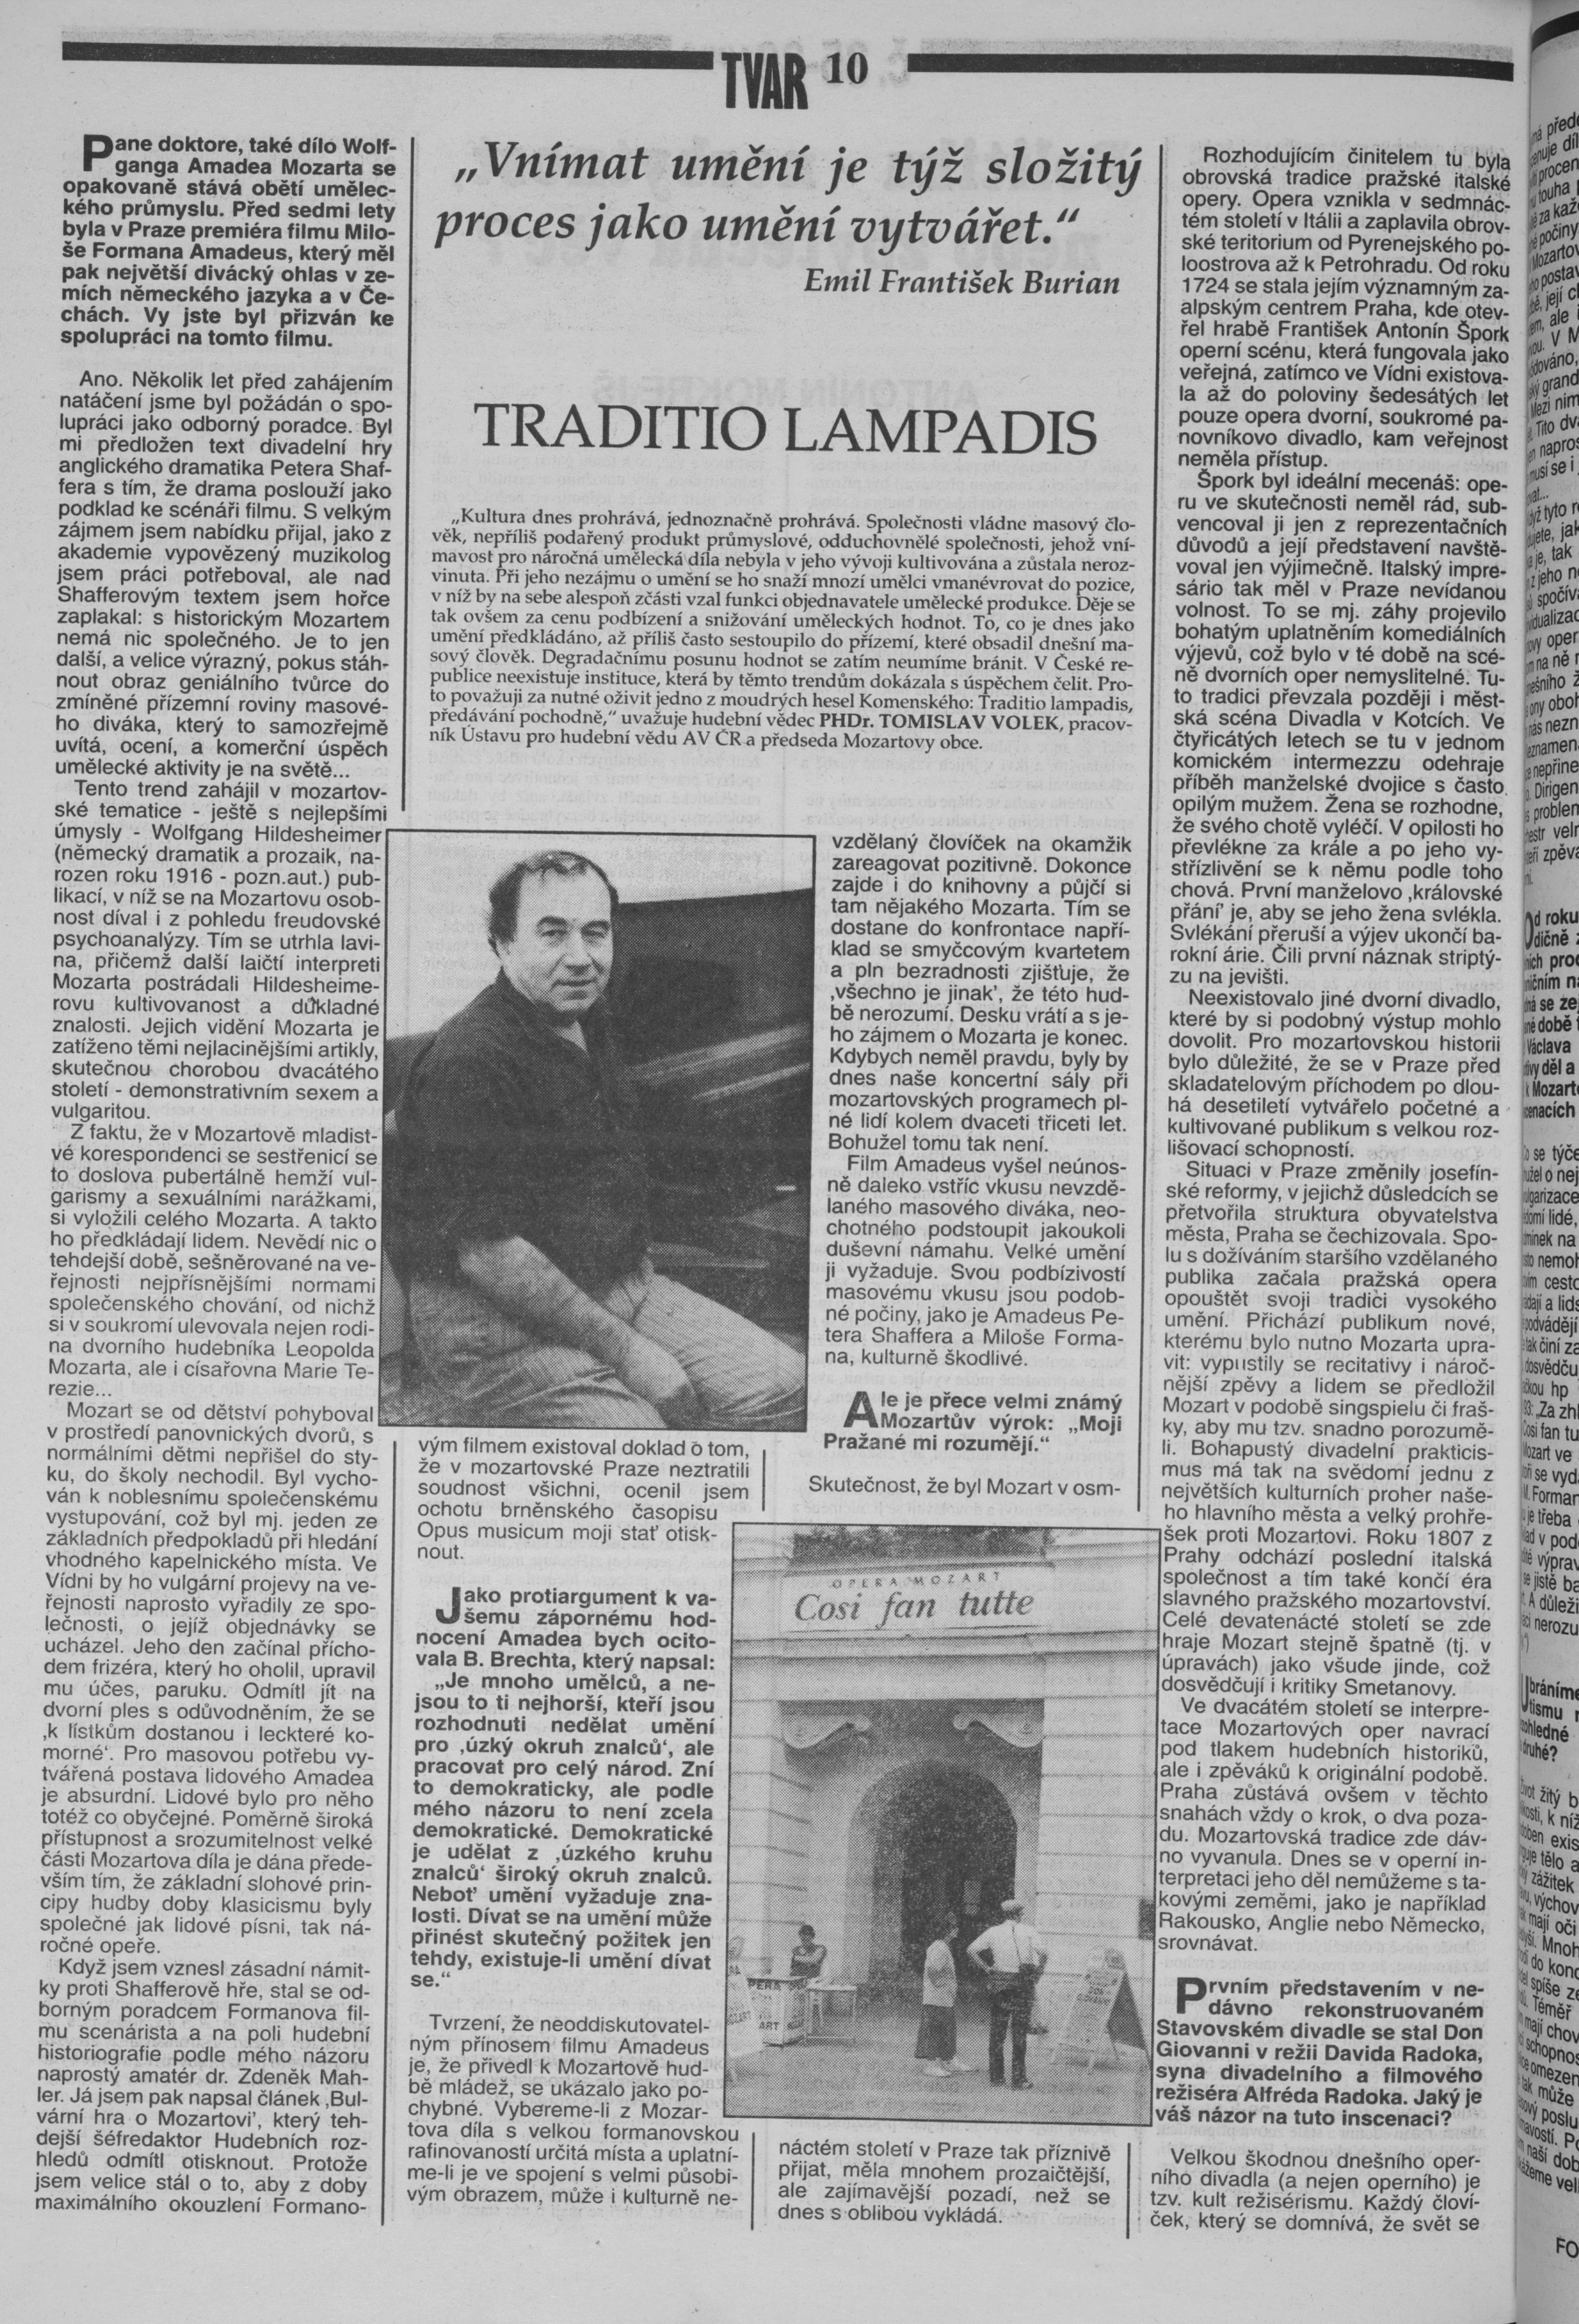 TVAR 10
„Vnímat umění je týž složitý
proces jako umění vytvářet.“
Emil František Burian
TRADITIO LAMPADIS
„Kultura dnes prohrává, jednoznačně prohrává. Společnosti vládne masový člo-
věk, nepříliš podařený produkt průmyslové, odduchovnělé společnosti, jehož vní-
mavost pro náročná umělecká díla nebyla v jeho vývoji kultivována a zůstala neroz-
vinuta. Při jeho nezájmu o umění se ho snaží mnozí umělci vmanévrovat do pozice,
v níž by na sebe alespoň zčásti vzal funkci objednavatele umělecké produkce. Děje se
tak ovšem za cenu podbízení a snižování uměleckých hodnot. To, co je dnes jako
umění předkládáno, až příliš často sestoupilo do přízemí, které obsadil dnešní ma-
sový člověk. Degradačnímu posunu hodnot se zatím neumíme bránit. V České re-
publice neexistuje instituce, která by těmto trendům dokázala s úspěchem čelit. Pro-
to považuji za nutné oživit jedno z moudrých hesel Komenského: Traditio lampadis,
předávání pochodně,“ uvažuje hudební vědec PHDr. TOMISLAV VOLEK, pracov-
ník Ústavu pro hudební vědu AV ČR a předseda Mozartovy obce.
Pane doktore, také dílo Wolf-
ganga Amadea Mozarta se
opakovaně stává obětí umělec-
kého průmyslu. Před sedmi lety
byla v Praze premiéra filmu Milo-
še Formana Amadeus, který měl
pak největší divácký ohlas v ze-
mích německého jazyka a v Če-
chách. Vy jste byl přizván ke
spolupráci na tomto filmu.
Ano. Několik let před zahájením
natáčení jsme byl požádán o spo-
lupráci jako odborný poradce. Byl
mi předložen text divadelní hry
anglického dramatika Petera Shaf-
fera s tím, že drama poslouží jako
podklad ke scénáři filmu. S velkým
zájmem jsem nabídku přijal, jako z
akademie vypovězený muzikolog
jsem práci potřeboval, ale nad
Shafferovým textem jsem hořce
zaplakal: s historickým Mozartem
nemá nic společného. Je to jen
další, a velice výrazný, pokus stáh-
nout obraz geniálního tvůrce do
zmíněné přízemní roviny masové-
ho diváka, který to samozřejmě
uvítá, ocení, a komerční úspěch
umělecké aktivity je na světě...
Tento trend zahájil v mozartov-
ské tematice - ještě s nejlepšími
úmysly - Wolfgang Hildesheimer
(německý dramatik a prozaik, na-
rozen roku 1916 - pozn.aut.) pub-
likací, v níž se na Mozartovu osob-
nost díval i z pohledu freudovské
psychoanalýzy. Tím se utrhla lavi-
na, přičemž další laičtí interpreti
Mozarta postrádali Hildesheime-
rovu kultivovanost a důkladné
znalosti. Jejich vidění Mozarta je
zatíženo těmi nejlacinějšími artikly,
skutečnou chorobou dvacátého
století - demonstrativním sexem a
vulgaritou.
Z faktu, že v Mozartově mladist-
vé korespondenci se sestřenicí se
to doslova pubertálně hemží vul-
garismy a sexuálními narážkami,
si vyložili celého Mozarta. A takto
ho předkládají lidem. Nevědí nic o
tehdejší době, sešněrované na ve-
řejnosti nejpřísnějšími normami
společenského chování, od nichž
si v soukromí ulevovala nejen rodi-
na dvorního hudebníka Leopolda
Mozarta, ale i císařovna Marie Te-
rezie...
Mozart se od dětství pohyboval
v prostředí panovnických dvorů, s
normálními dětmi nepřišel do sty-
ku, do školy nechodil. Byl vycho-
ván k noblesnímu společenskému
vystupování, což byl mj. jeden ze
základních předpokladů při hledání
vhodného kapelnického místa. Ve
Vídni by ho vulgární projevy na ve-
řejnosti naprosto vyřadily ze spo-
lečnosti, o jejíž objednávky se
ucházel. Jeho den začínal přícho-
dem frizéra, který ho oholil, upravil
mu účes, paruku. Odmítl jít na
dvorní ples s odůvodněním, že se
‚k lístkům dostanou i leckteré ko-
morné‘. Pro masovou potřebu vy-
tvářená postava lidového Amadea
je absurdní. Lidové bylo pro něho
totéž co obyčejné. Poměrně široká
přístupnost a srozumitelnost velké
části Mozartova díla je dána přede-
vším tím, že základní slohové prin-
cipy hudby doby klasicismu byly
společné jak lidové písni, tak ná-
ročné opeře.
Když jsem vznesl zásadní námit-
ky proti Shafferově hře, stal se od-
borným poradcem Formanova fil-
mu scenárista a na poli hudební
historiografie podle mého názoru
naprostý amatér dr. Zdeněk Mah-
ler. Já jsem pak napsal článek ‚Bul-
vární hra o Mozartovi’, který teh-
dejší šéfredaktor Hudebních roz-
hledů odmítl otisknout. Protože
jsem velice stál o to, aby z doby
maximálního okouzlení Formano-
vým filmem existoval doklad o tom,
že v mozartovské Praze neztratili
soudnost všichni, ocenil jsem
ochotu brněnského časopisu
Opus musicum moji stať otisk-
nout.
Jako protiargument k va-
šemu zápornému hod-
nocení Amadea bych ocito-
vala B. Brechta, který napsal:
„Je mnoho umělců, a ne-
jsou to ti nejhorší, kteří jsou
rozhodnuti nedělat umění
pro ‚úzký okruh znalců‘, ale
pracovat pro celý národ. Zní
to demokraticky, ale podle
mého názoru to není zcela
demokratické. Demokratické
je udělat z ‚úzkého kruhu
znalců‘ široký okruh znalců.
Neboť umění vyžaduje zna-
losti. Dívat se na umění může
přinést skutečný požitek jen
tehdy, existuje-li umění dívat
se.“
Tvrzení, že neoddiskutovatel-
ným přínosem filmu Amadeus
je, že přivedl k Mozartově hud-
bě mládež, se ukázalo jako po-
chybné. Vybereme-li z Mozar-
tova díla s velkou formanovskou
rafinovaností určitá místa a uplatní-
me-li je ve spojení s velmi působi-
vým obrazem, může i kulturně ne-
vzdělaný človíček na okamžik
zareagovat pozitivně. Dokonce
zajde i do knihovny a půjčí si
tam nějakého Mozarta. Tím se
dostane do konfrontace napří-
klad se smyčcovým kvartetem
a pln bezradnosti zjišťuje, že
‚všechno je jinak’, že této hud-
bě nerozumí. Desku vrátí a s je-
ho zájmem o Mozarta je konec.
Kdybych neměl pravdu, byly by
dnes naše koncertní sály při
mozartovských programech pl-
né lidí kolem dvaceti třiceti let.
Bohužel tomu tak není.
Film Amadeus vyšel neúnos-
ně daleko vstříc vkusu nevzdě-
laného masového diváka, neo-
chotného podstoupit jakoukoli
duševní námahu. Velké umění
ji vyžaduje. Svou podbízivostí
masovému vkusu jsou podob-
né počiny, jako je Amadeus Pe-
tera Shaffera a Miloše Forma-
na, kulturně škodlivé.
Ale je přece velmi známý
Mozartův výrok: „Moji
Pražané mi rozumějí.“
Skutečnost, že byl Mozart v osm-
OPERA MOZART
Cosi fan tutte
náctém století v Praze tak příznivě
přijat, měla mnohem prozaičtější,
ale zajímavější pozadí, než se
dnes s oblibou vykládá.
Rozhodujícím činitelem tu byla
obrovská tradice pražské italské
opery. Opera vznikla v sedmnác-
tém století v Itálii a zaplavila obrov-
ské teritorium od Pyrenejského po-
loostrova až k Petrohradu. Od roku
1724 se stala jejím významným za-
alpským centrem Praha, kde otev-
řel hrabě František Antonín Špork
operní scénu, která fungovala jako
veřejná, zatímco ve Vídni existova-
la až do poloviny šedesátých let
pouze opera dvorní, soukromé pa-
novníkovo divadlo, kam veřejnost
neměla přístup.
Špork byl ideální mecenáš: ope-
ru ve skutečnosti neměl rád, sub-
vencoval ji jen z reprezentačních
důvodů a její představení navště-
voval jen výjimečně. Italský impre-
sário tak měl v Praze nevídanou
volnost. To se mj. záhy projevilo
bohatým uplatněním komediálních
výjevů, což bylo v té době na scé-
ně dvorních oper nemyslitelné. Tu-
to tradici převzala později i měst-
ská scéna Divadla v Kotcích. Ve
čtyřicátých letech se tu v jednom
komickém intermezzu odehraje
příběh manželské dvojice s často
opilým mužem. Žena se rozhodne,
že svého chotě vyléčí. V opilosti ho
převlékne za krále a po jeho vy-
střízlivění se k němu podle toho
chová. První manželovo ‚královské
přání’ je, aby se jeho žena svlékla.
Svlékání přeruší a výjev ukončí ba-
rokní árie. Čili první náznak striptý-
zu na jevišti.
Neexistovalo jiné dvorní divadlo,
které by si podobný výstup mohlo
dovolit. Pro mozartovskou historii
bylo důležité, že se v Praze před
skladatelovým příchodem po dlou-
há desetiletí vytvářelo početné a
kultivované publikum s velkou roz-
lišovací schopností.
Situaci v Praze změnily josefín-
ské reformy, v jejichž důsledcích se
přetvořila struktura obyvatelstva
města, Praha se čechizovala. Spo-
lu s dožíváním staršího vzdělaného
publika začala pražská opera
opouštět svoji tradici vysokého
umění. Přichází publikum nové,
kterému bylo nutno Mozarta upra-
vit: vypustily se recitativy i nároč-
nější zpěvy a lidem se předložil
Mozart v podobě singspielu či fraš-
ky, aby mu tzv. snadno porozumě-
li. Bohapustý divadelní prakticis-
mus má tak na svědomí jednu z
největších kulturních proher naše-
ho hlavního města a velký prohře-
šek proti Mozartovi. Roku 1807 z
Prahy odchází poslední italská
společnost a tím také končí éra
slavného pražského mozartovství.
Celé devatenácté století se zde
hraje Mozart stejně špatně (tj. v
úpravách) jako všude jinde, což
dosvědčují i kritiky Smetanovy.
Ve dvacátém století se interpre-
tace Mozartových oper navrací
pod tlakem hudebních historiků,
ale i zpěváků k originální podobě.
Praha zůstává ovšem v těchto
snahách vždy o krok, o dva poza-
du. Mozartovská tradice zde dáv-
no vyvanula. Dnes se v operní in-
terpretaci jeho děl nemůžeme s ta-
kovými zeměmi, jako je například
Rakousko, Anglie nebo Německo,
srovnávat.
Prvním představením v ne-
dávno rekonstruovaném
Stavovském divadle se stal Don
Giovanni v režii Davida Radoka,
syna divadelního a filmového
režiséra Alfréda Radoka. Jaký je
váš názor na tuto inscenaci?
Velkou škodnou dnešního oper-
ního divadla (a nejen operního) je
tzv. kult režisérismu. Každý človí-
ček, který se domnívá, že svět se